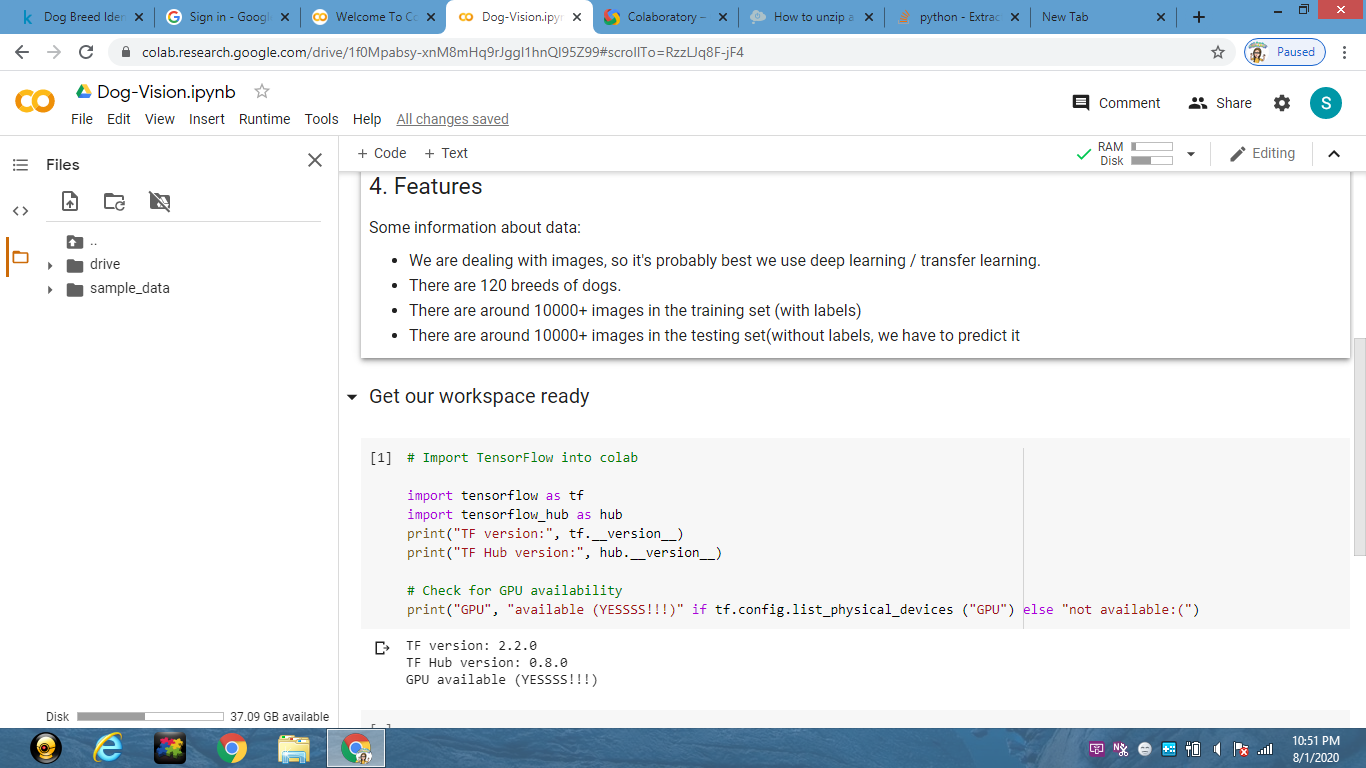 Dog Breed Iden
Sign in - Googl
Welcome To Co
Dog-Vision.ipyn
Colaboratory –
How to unzip a
python - Extrac
New Tab
colab.research.google.com/drive/1f0Mpabsy-xnM8mHq9rJggl1hnQl95Z99#scrollTo=RzzLJq8F-jF4
Paused
Dog-Vision.ipynb
File Edit View Insert Runtime Tools Help All changes saved
Comment
Share
S
Files
+ Code + Text
RAM
Disk
Editing
..
drive
sample_data
4. Features
Some information about data:
• We are dealing with images, so it's probably best we use deep learning / transfer learning.
• There are 120 breeds of dogs.
• There are around 10000+ images in the training set (with labels)
• There are around 10000+ images in the testing set(without labels, we have to predict it
Get our workspace ready
[1] # Import TensorFlow into colab
import tensorflow as tf
import tensorflow_hub as hub
print("TF version:", tf.__version__)
print("TF Hub version:", hub.__version__)
# Check for GPU availability
print("GPU", "available (YESSSS!!!)" if tf.config.list_physical_devices ("GPU") else "not available:(")
TF version: 2.2.0
TF Hub version: 0.8.0
GPU available (YESSSS!!!)
Disk 37.09 GB available
10:51 PM
8/1/2020